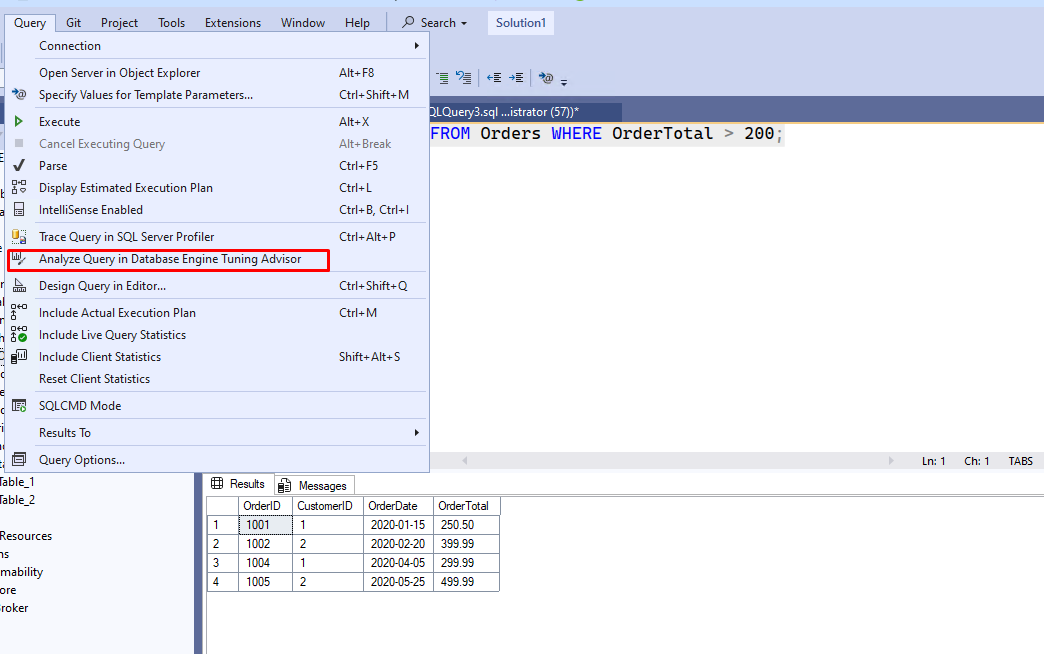 Query Git Project Tools Extensions Window Help Search Solution1
Connection
Open Server in Object Explorer Alt+F8
Specify Values for Template Parameters... Ctrl+Shift+M
QLQuery3.sql ...istrator (57))*
Execute Alt+X
FROM Orders WHERE OrderTotal > 200;
Cancel Executing Query Alt+Break
Parse Ctrl+F5
Display Estimated Execution Plan Ctrl+L
IntelliSense Enabled Ctrl+B, Ctrl+I
Trace Query in SQL Server Profiler Ctrl+Alt+P
Analyze Query in Database Engine Tuning Advisor
Design Query in Editor... Ctrl+Shift+Q
Include Actual Execution Plan Ctrl+M
Include Live Query Statistics
Include Client Statistics Shift+Alt+S
Reset Client Statistics
SQLCMD Mode
Results To
Query Options...
Ln: 1 Ch: 1 TABS
Table_1
Table_2
Resources
ns
mability
ore
roker
Results Messages
OrderID CustomerID OrderDate OrderTotal
1 1001 1 2020-01-15 250.50
2 1002 2 2020-02-20 399.99
3 1004 1 2020-04-05 299.99
4 1005 2 2020-05-25 499.99